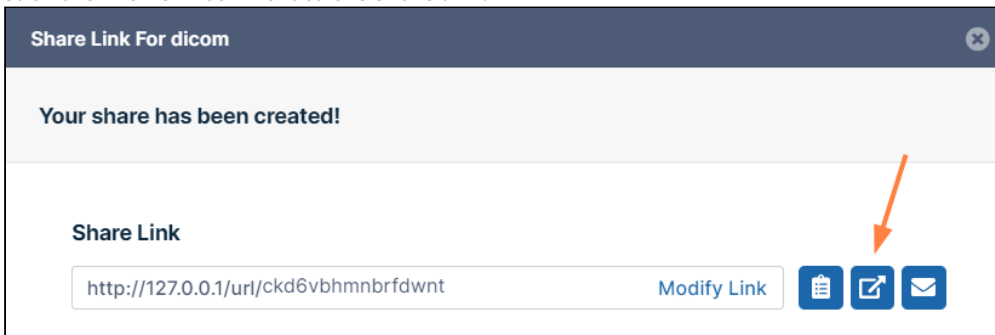 Share Link For dicom
Your share has been created!
Share Link
http://127.0.0.1/url/ckd6vbhmnbrfdwnt Modify Link